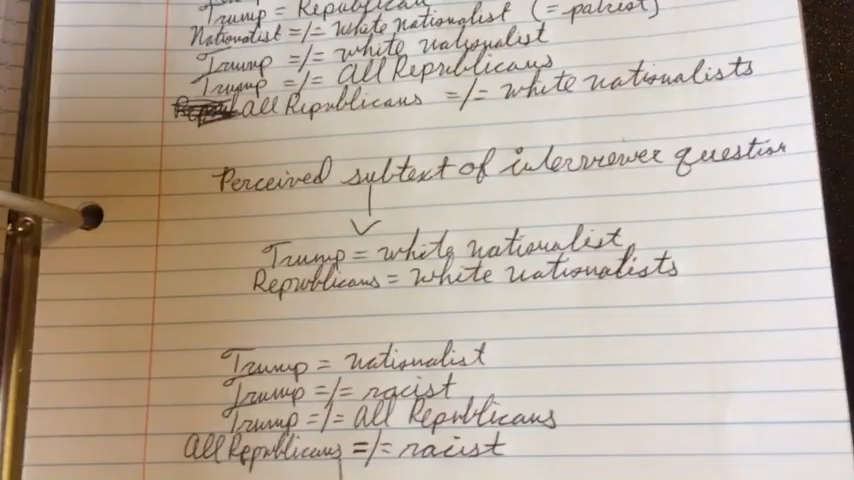 Trump = Republican
Nationalist =/= white nationalist (= patriot)
Trump =/= white nationalist
Trump =/= All Republicans
All Republicans =/= white nationalists
Perceived subtext of interviewer question
Trump = white nationalist
Republicans = white nationalists
Trump = nationalist
Trump =/= racist
Trump =/= All Republicans
All Republicans =/= racist